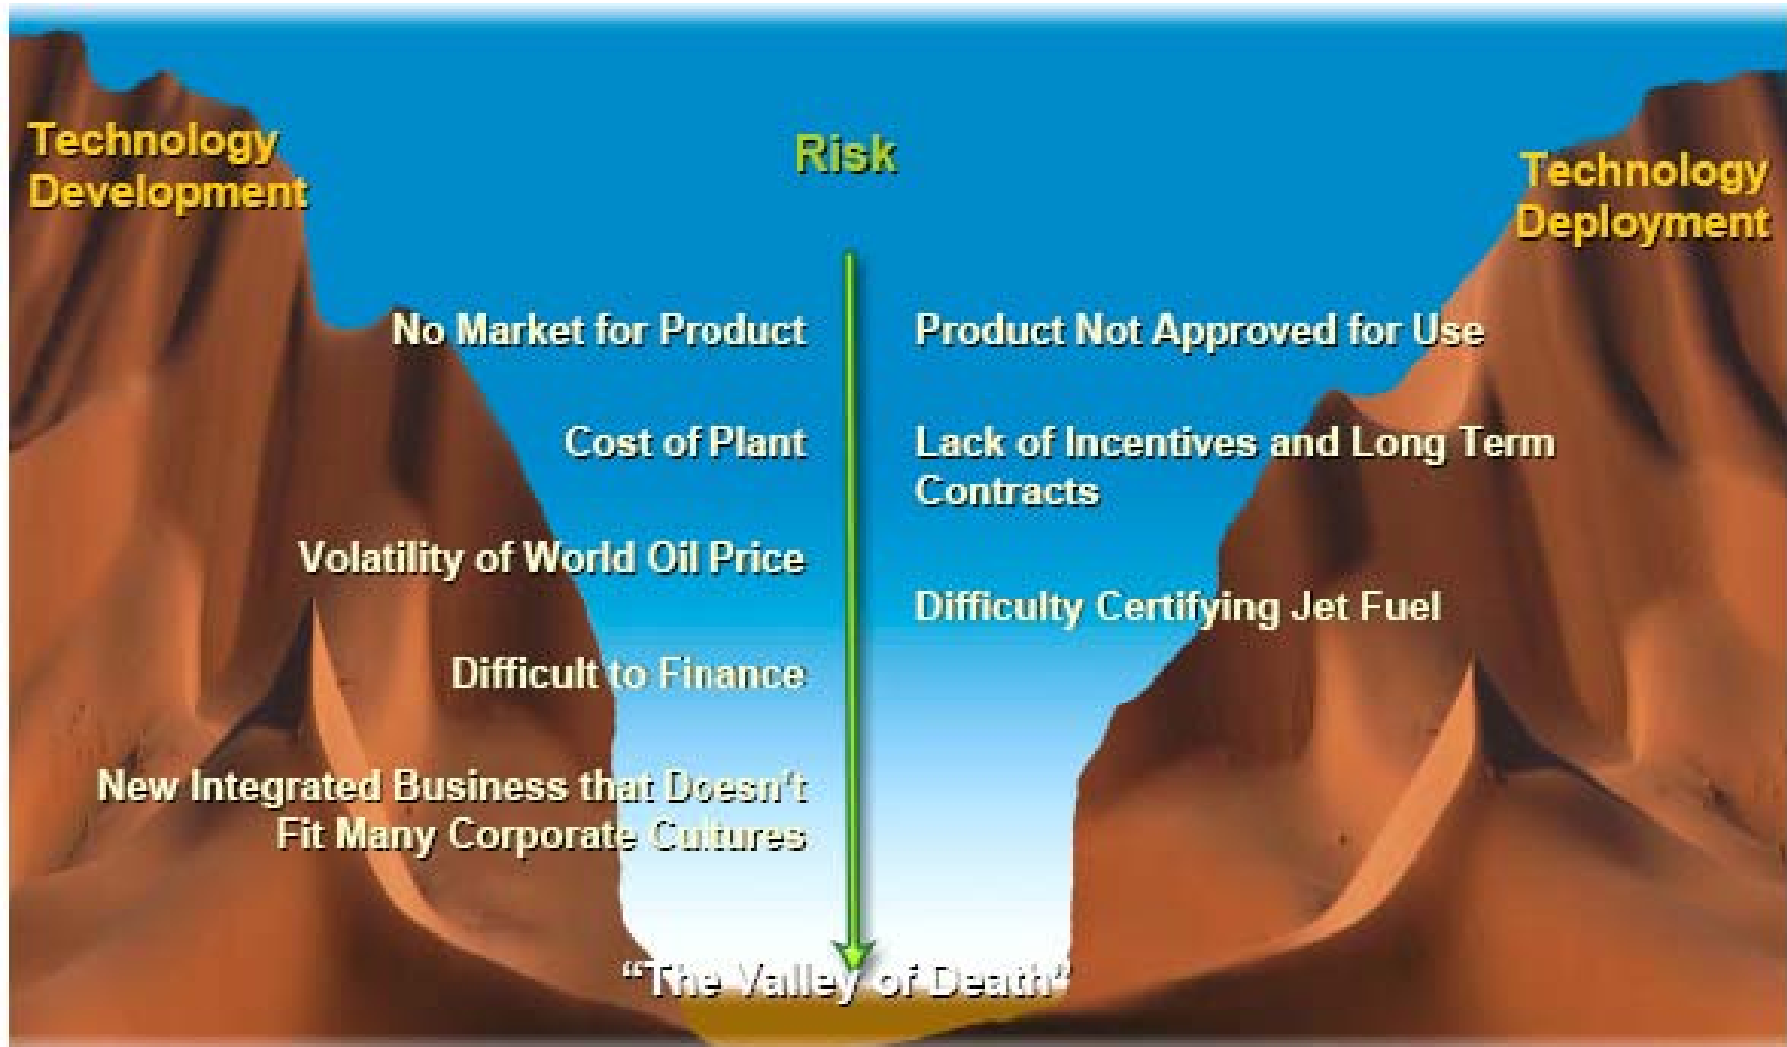 Technology
Development
Risk
Technology
Deployment
No Market for Product
Cost of Plant
Volatility of World Oil Price
Difficult to Finance
New Integrated Business that Doesn't
Fit Many Corporate Cultures
Product Not Approved for Use
Lack of Incentives and Long Term
Contracts
Difficulty Certifying Jet Fuel
“The Valley of Death”